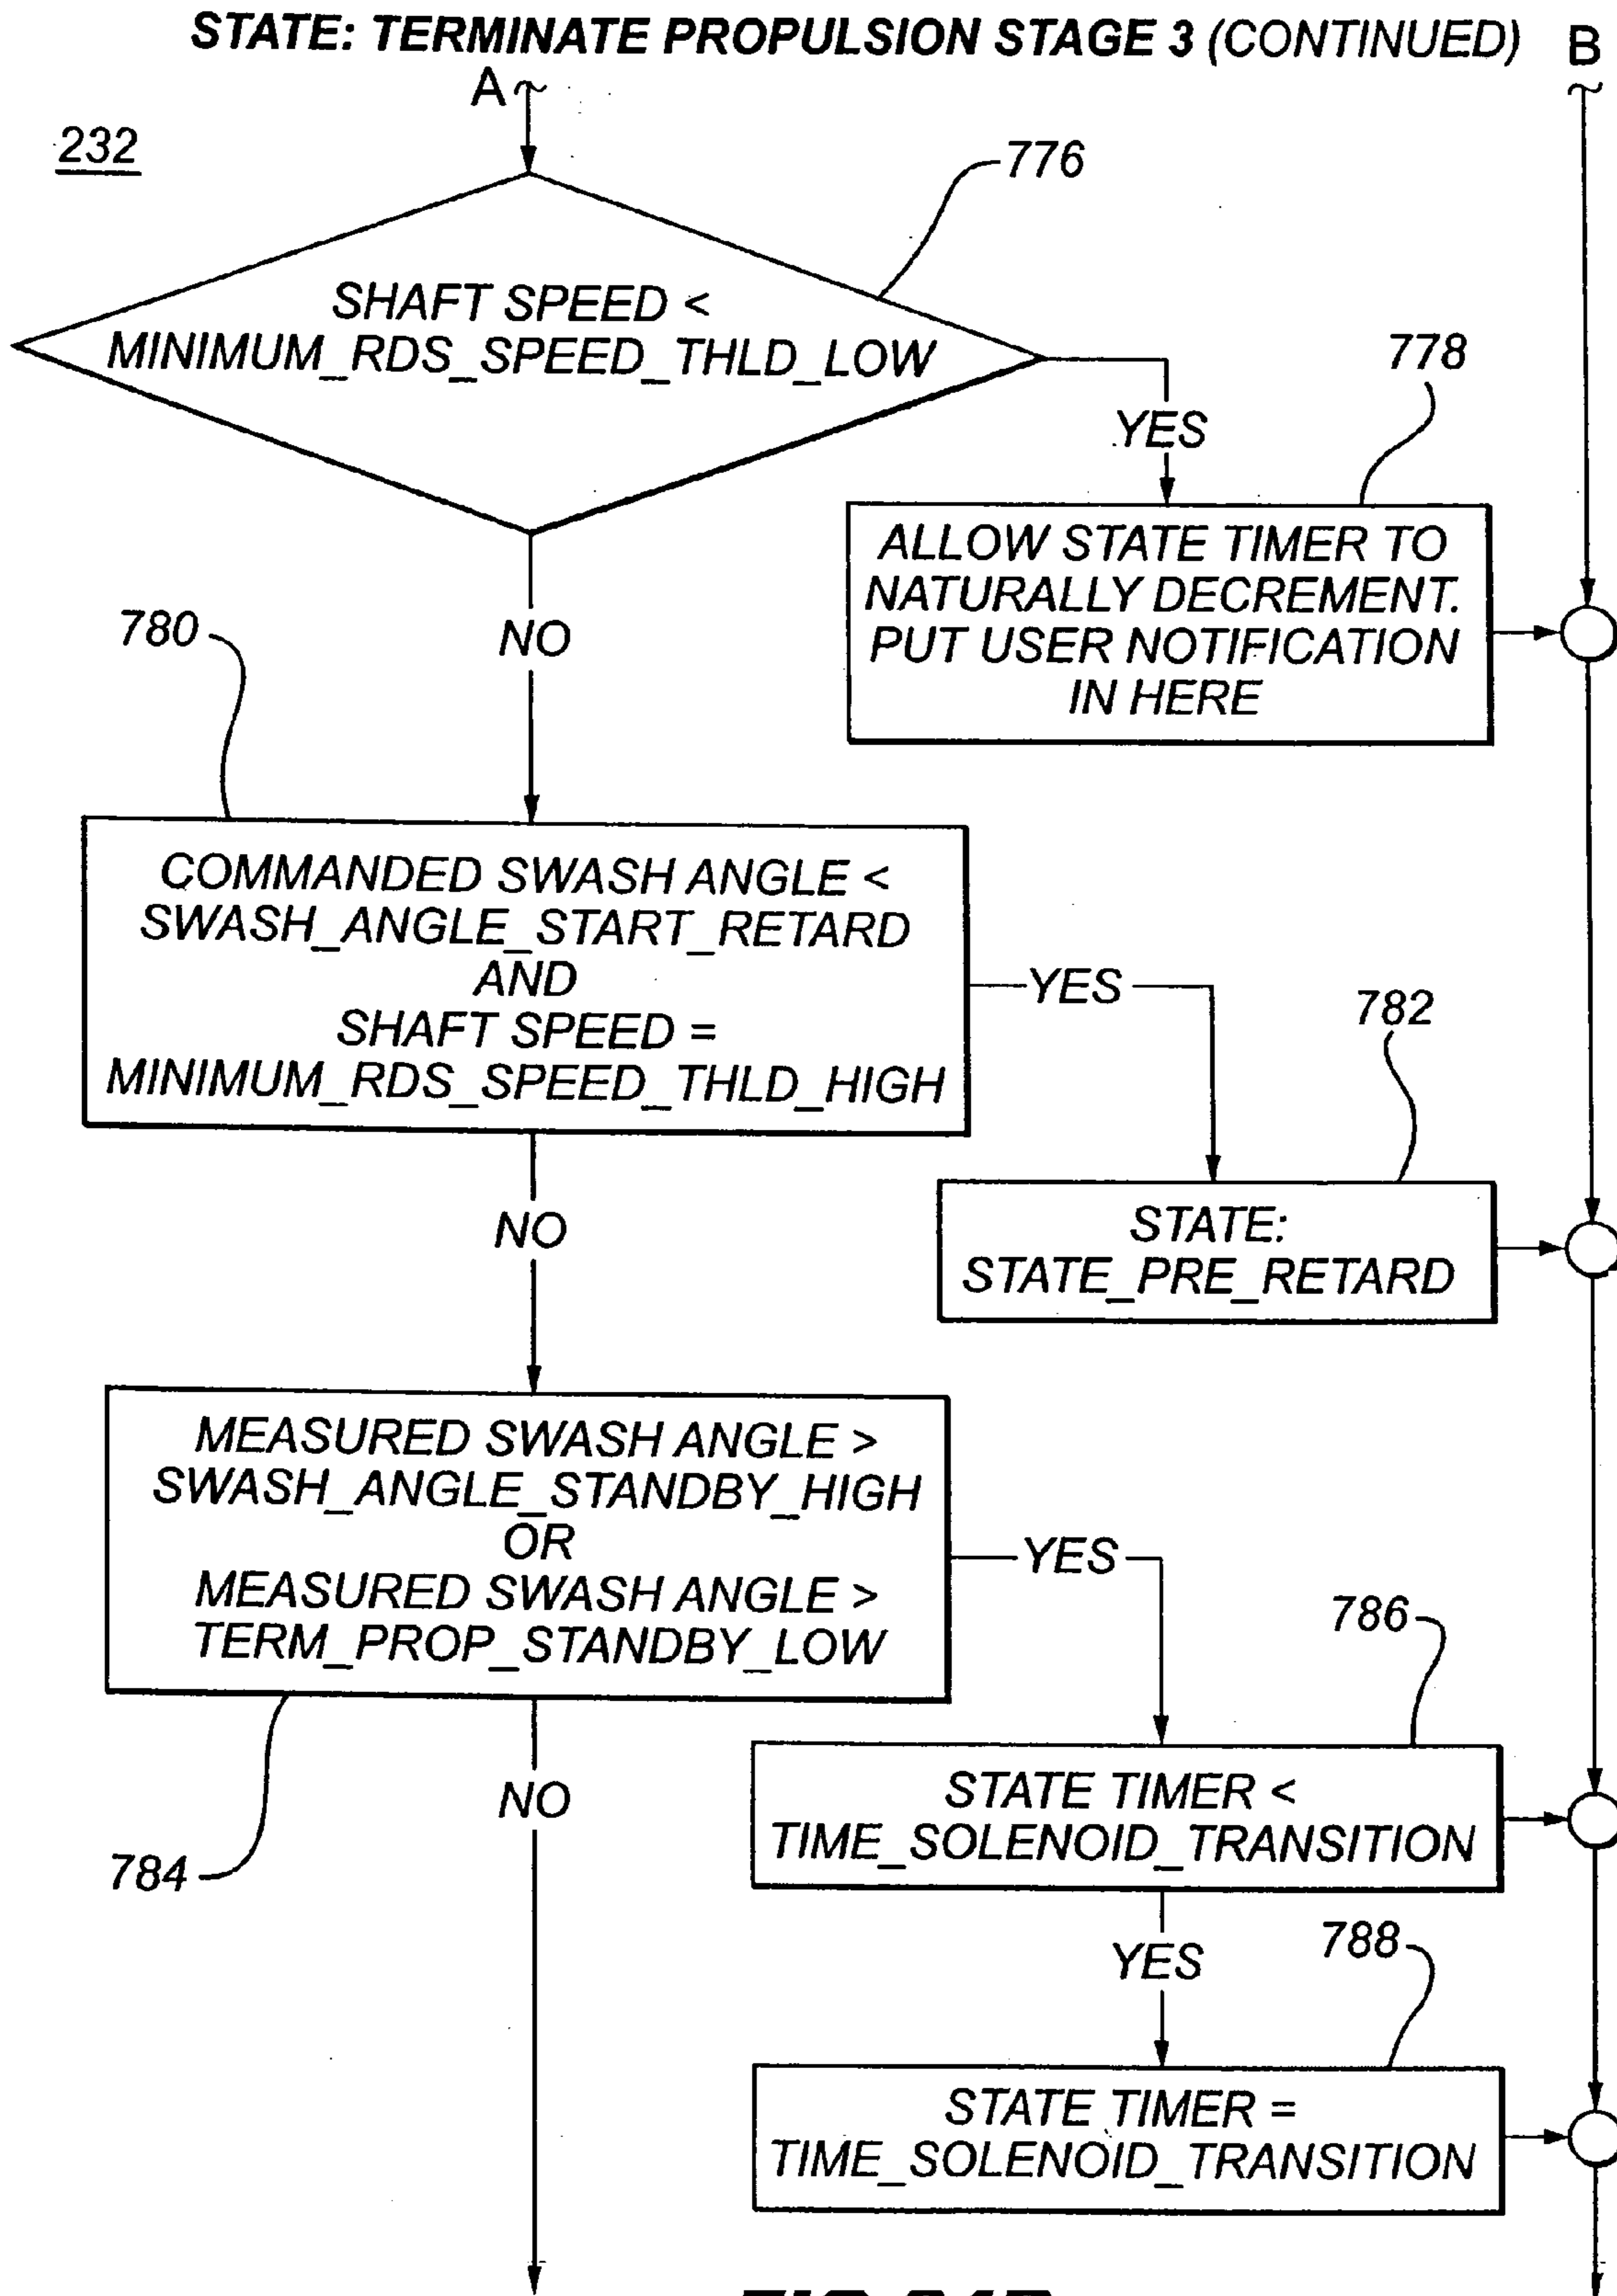 STATE: TERMINATE PROPULSION STAGE 3 (CONTINUED)
B
A
232
776
SHAFT SPEED <
MINIMUM_RDS_SPEED_THLD_LOW
778
YES
ALLOW STATE TIMER TO
NATURALLY DECREMENT.
PUT USER NOTIFICATION
IN HERE
780
NO
COMMANDED SWASH ANGLE <
SWASH_ANGLE_START_RETARD
AND
SHAFT SPEED =
MINIMUM_RDS_SPEED_THLD_HIGH
YES
782
NO
STATE:
STATE_PRE_RETARD
MEASURED SWASH ANGLE >
SWASH_ANGLE_STANDBY_HIGH
OR
MEASURED SWASH ANGLE >
TERM_PROP_STANDBY_LOW
YES
786
784
NO
STATE TIMER <
TIME_SOLENOID_TRANSITION
YES
788
STATE TIMER =
TIME_SOLENOID_TRANSITION